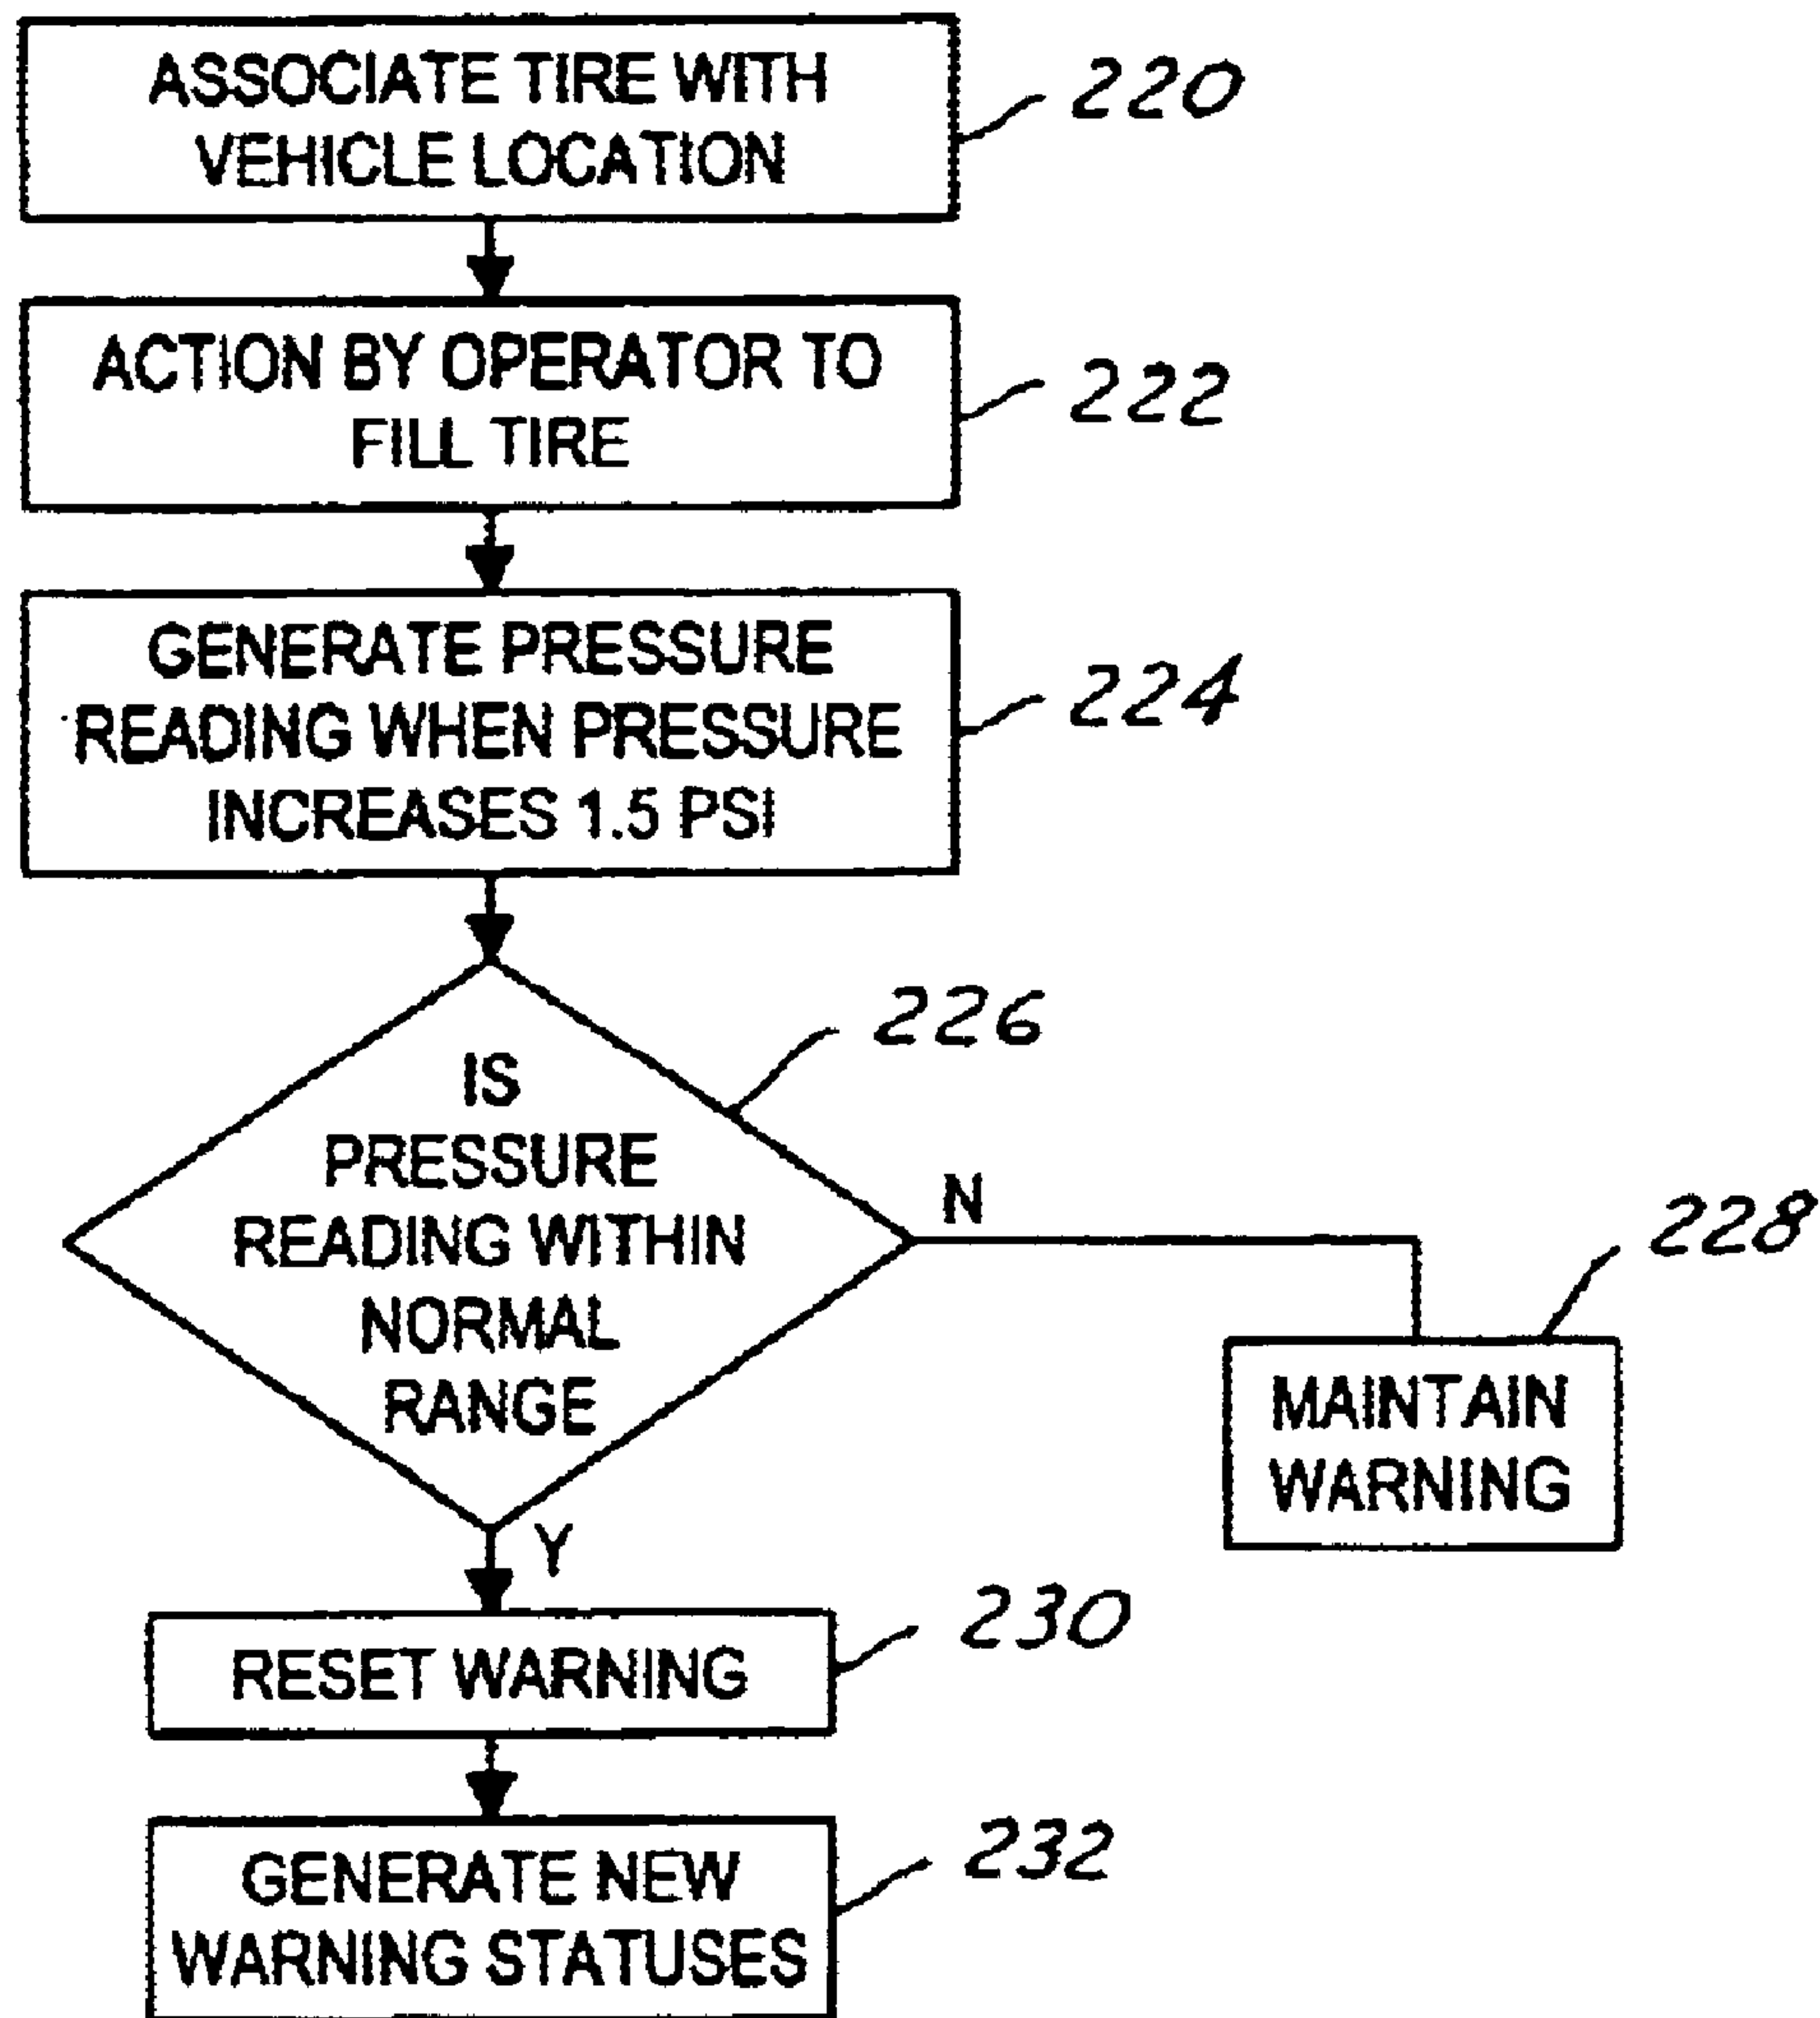 ASSOCIATE TIRE WITH
VEHICLE LOCATION
220
ACTION BY OPERATOR TO
FILL TIRE
222
GENERATE PRESSURE
READING WHEN PRESSURE
INCREASES 1.5 PSI
224
226
IS
PRESSURE
READING WITHIN
NORMAL
RANGE
N
228
MAINTAIN
WARNING
Y
230
RESET WARNING
232
GENERATE NEW
WARNING STATUSES